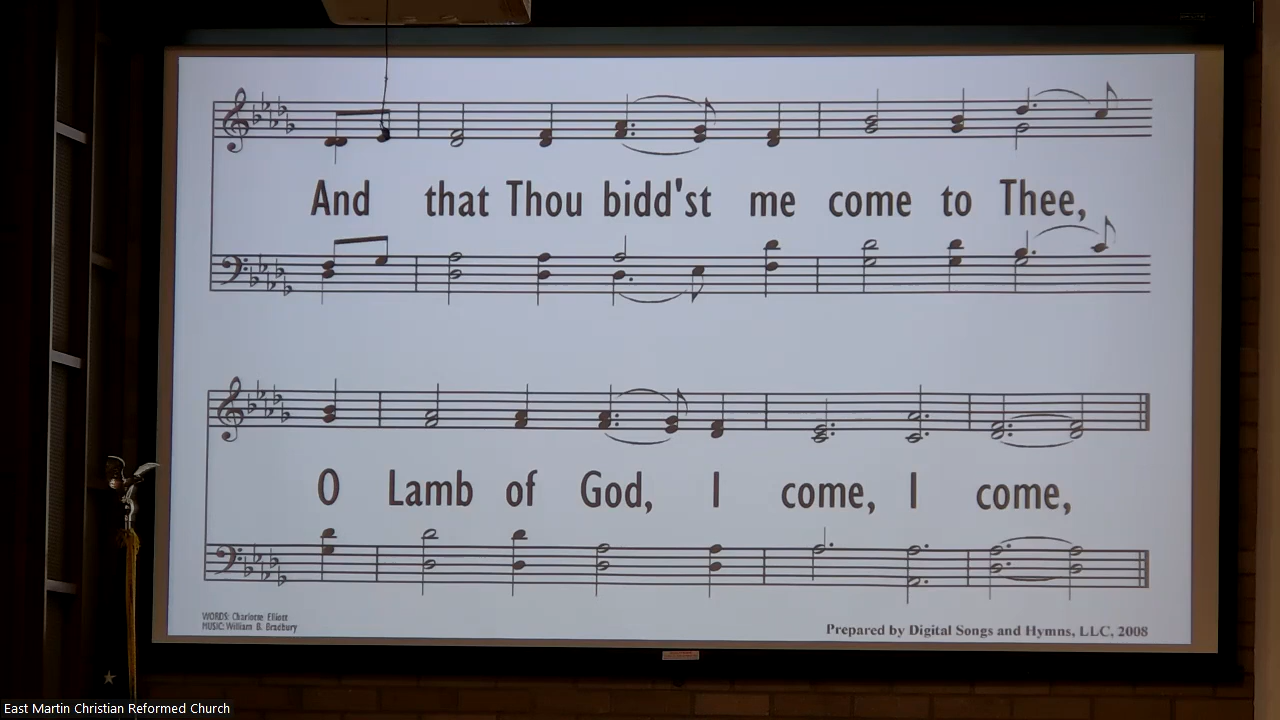 And that Thou bidd'st me come to Thee,
O Lamb of God, I come, I come,
WORDS: Charlotte Elliott
MUSIC: William B. Bradbury
Prepared by Digital Songs and Hymns, LLC, 2008
East Martin Christian Reformed Church